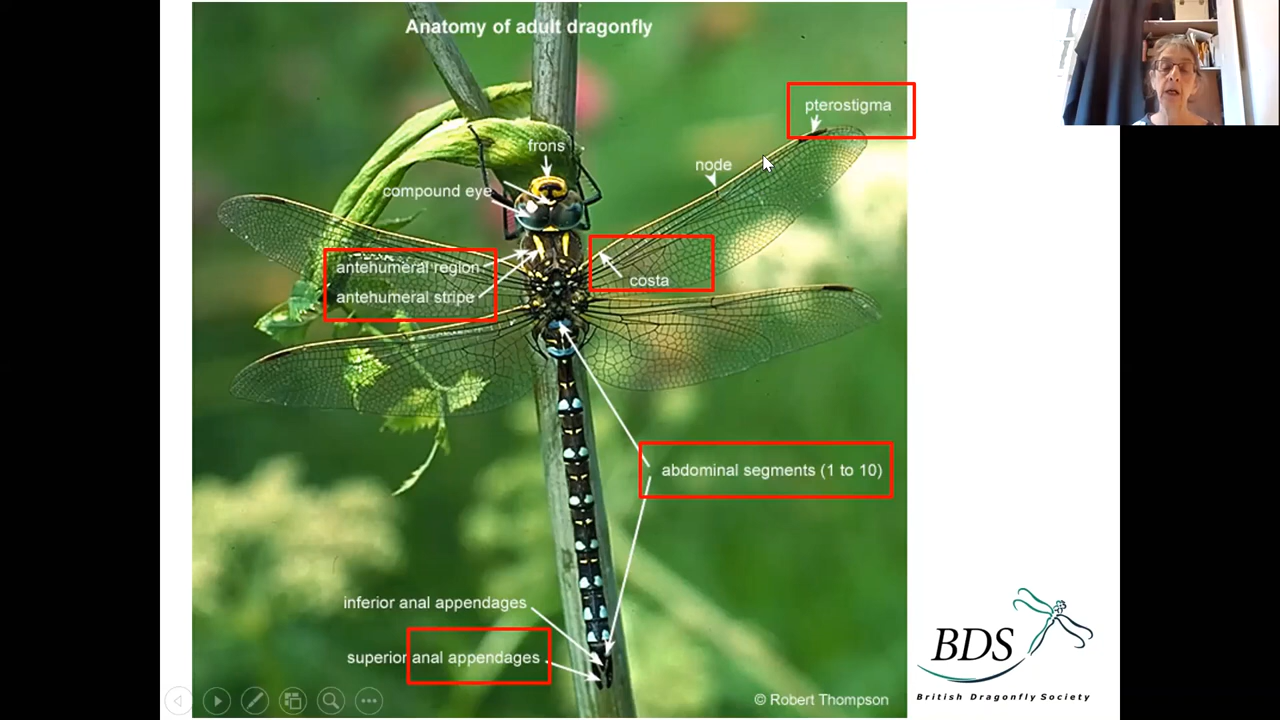 Anatomy of adult dragonfly
pterostigma
frons
node
compound eye
antehumeral region
costa
antehumeral stripe
abdominal segments (1 to 10)
inferior anal appendages
superior anal appendages
© Robert Thompson
BDS
British Dragonfly Society